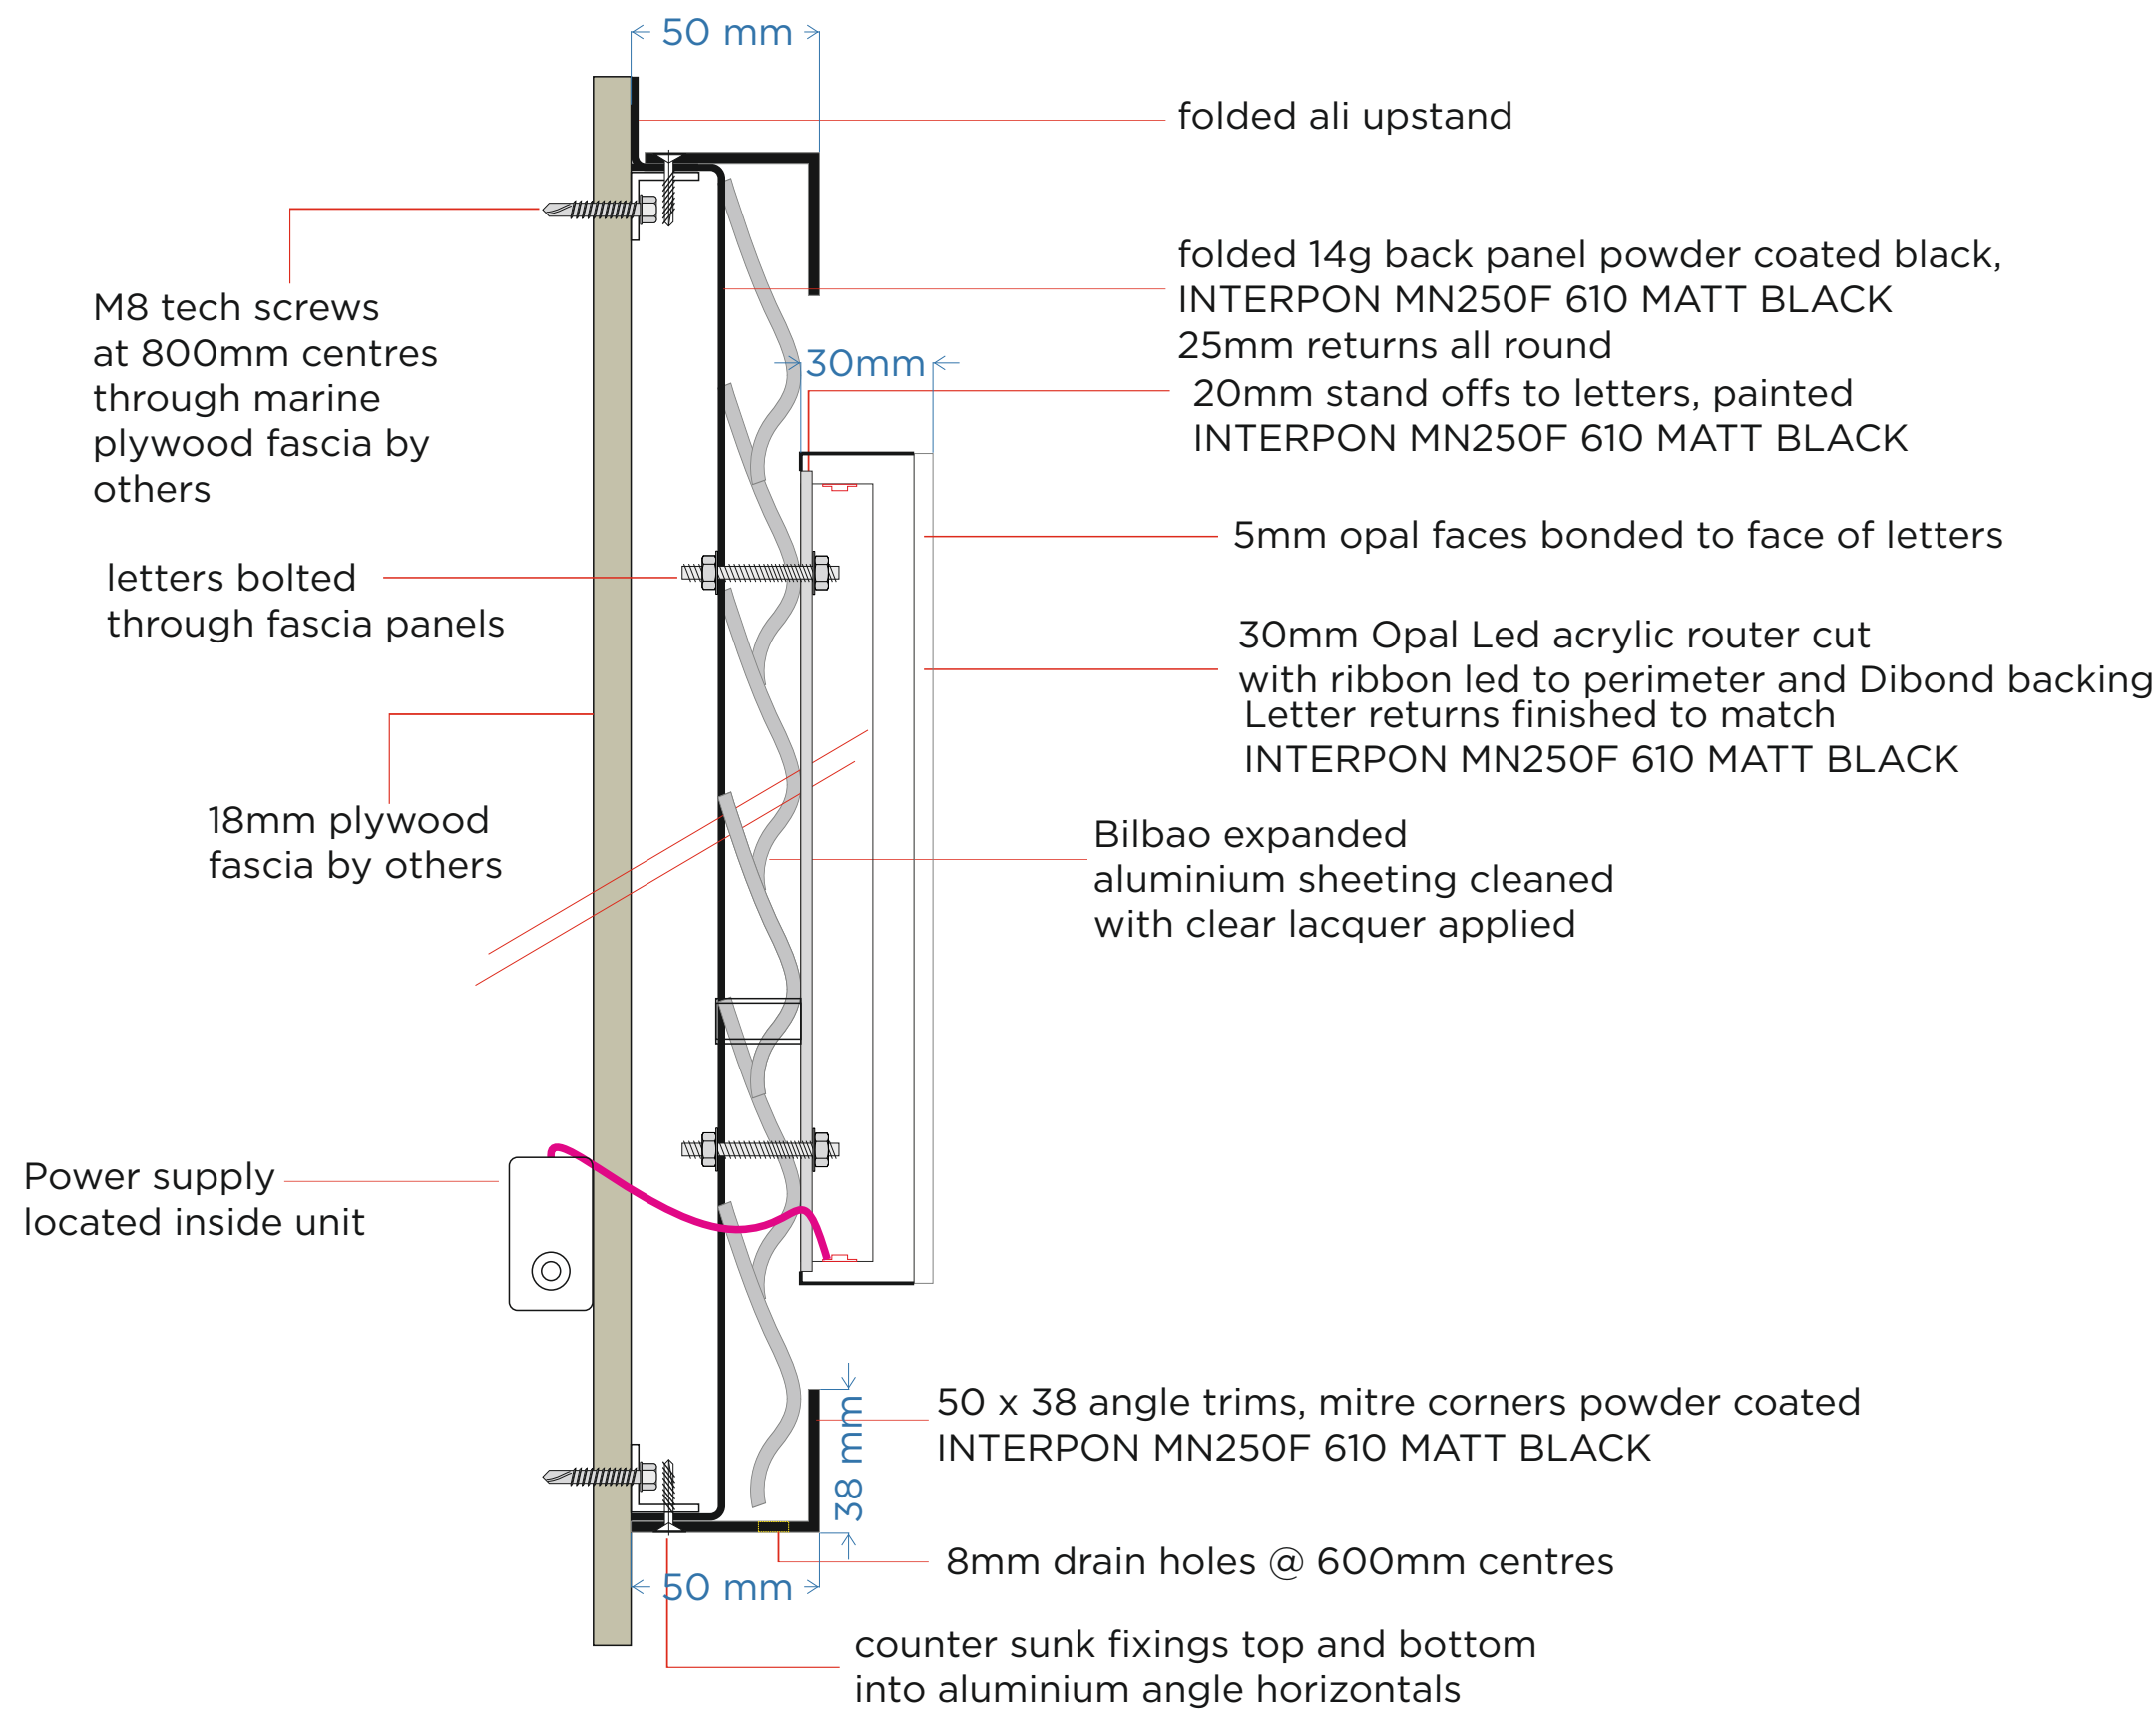 50 mm
folded ali upstand
folded 14g back panel powder coated black,
INTERPON MN250F 610 MATT BLACK
25mm returns all round
30mm
20mm stand offs to letters, painted
INTERPON MN250F 610 MATT BLACK
M8 tech screws
at 800mm centres
through marine
plywood fascia by
others
5mm opal faces bonded to face of letters
letters bolted
through fascia panels
30mm Opal Led acrylic router cut
with ribbon led to perimeter and Dibond backing
Letter returns finished to match
INTERPON MN250F 610 MATT BLACK
18mm plywood
fascia by others
Bilbao expanded
aluminium sheeting cleaned
with clear lacquer applied
Power supply
located inside unit
38 mm
50 x 38 angle trims, mitre corners powder coated
INTERPON MN250F 610 MATT BLACK
8mm drain holes @ 600mm centres
50 mm
counter sunk fixings top and bottom
into aluminium angle horizontals